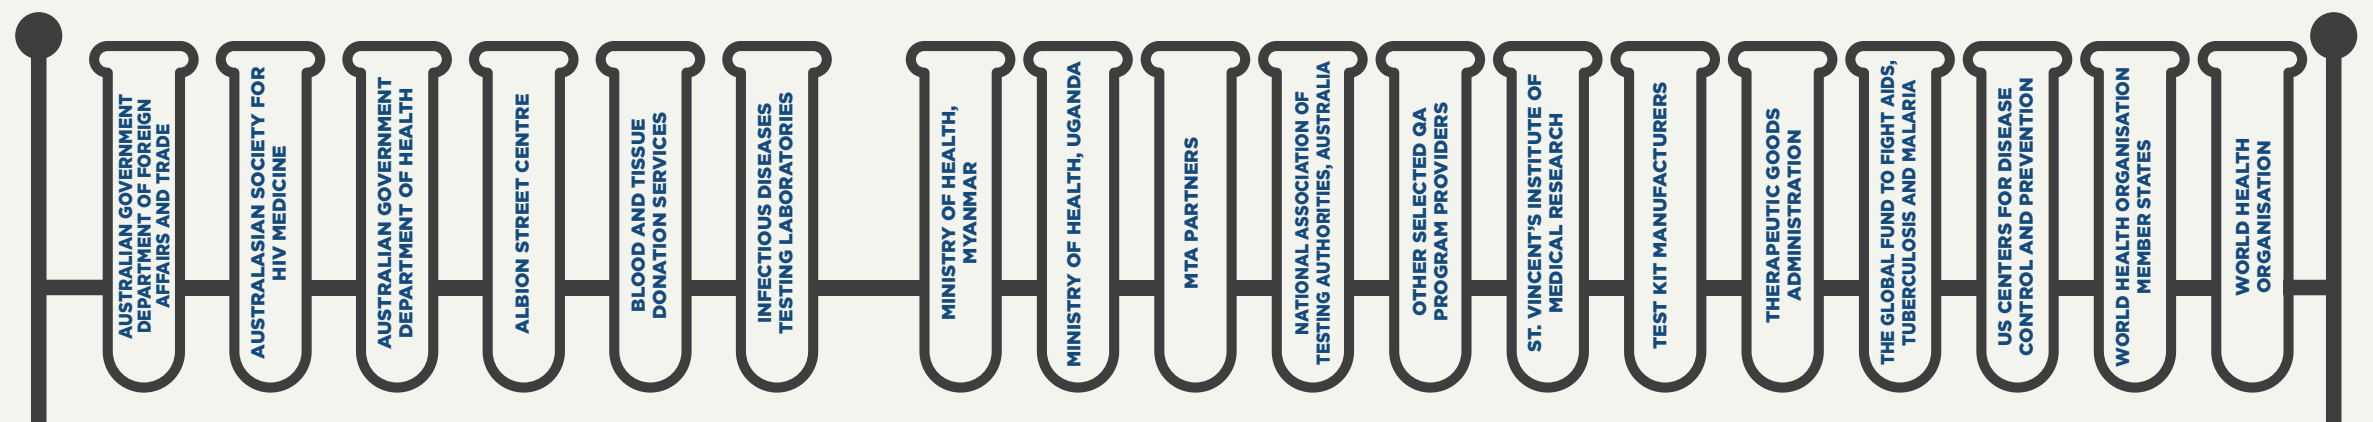 AUSTRALIAN GOVERNMENT
DEPARTMENT OF FOREIGN
AFFAIRS AND TRADE
AUSTRALASIAN SOCIETY FOR
HIV MEDICINE
AUSTRALIAN GOVERNMENT
DEPARTMENT OF HEALTH
ALBION STREET CENTRE
BLOOD AND TISSUE
DONATION SERVICES
INFECTIOUS DISEASES
TESTING LABORATORIES
MINISTRY OF HEALTH,
MYANMAR
MINISTRY OF HEALTH, UGANDA
MTA PARTNERS
NATIONAL ASSOCIATION OF
TESTING AUTHORITIES, AUSTRALIA
OTHER SELECTED QA
PROGRAM PROVIDERS
ST. VINCENT'S INSTITUTE OF
MEDICAL RESEARCH
TEST KIT MANUFACTURERS
THERAPEUTIC GOODS
ADMINISTRATION
THE GLOBAL FUND TO FIGHT AIDS,
TUBERCULOSIS AND MALARIA
US CENTERS FOR DISEASE
CONTROL AND PREVENTION
WORLD HEALTH ORGANISATION
MEMBER STATES
WORLD HEALTH
ORGANISATION